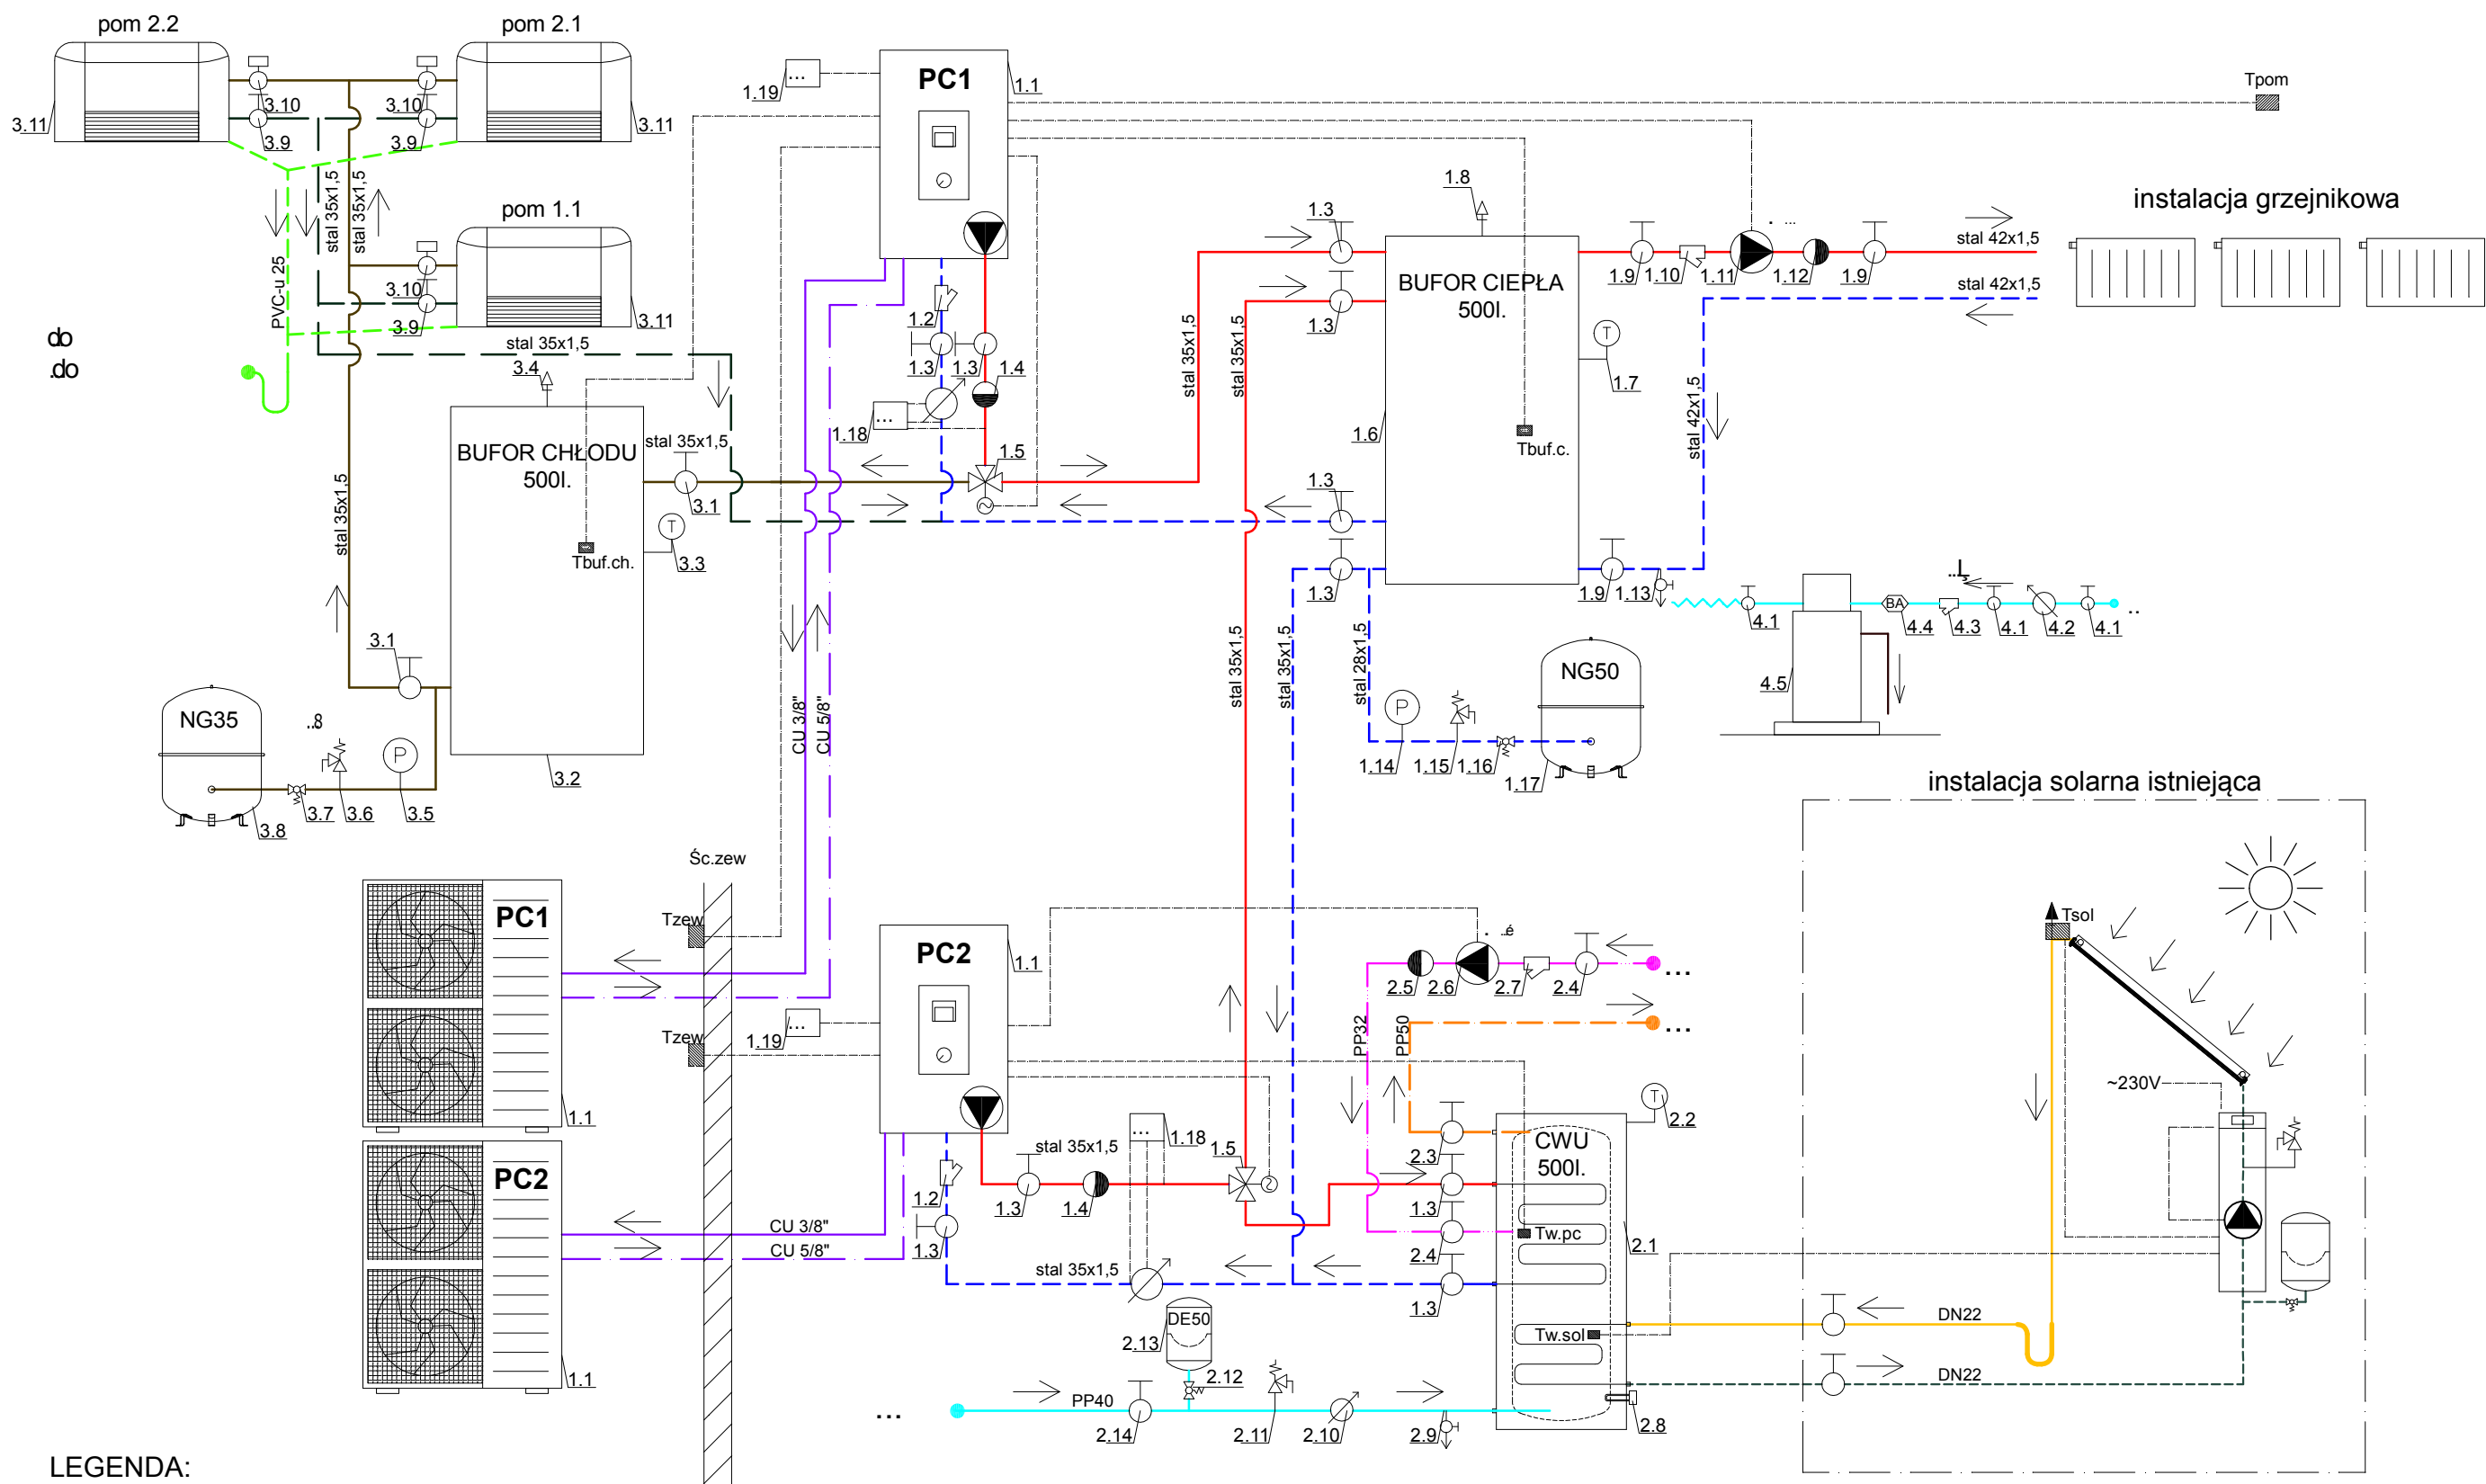 pom 2.2
pom 2.1
3.10
3.10
3.11
3.9
3.9
3.11
pom 1.1
3.10
3.9
3.11
stal 35x1,5
stal 35x1,5
PVC-u 25
do
.do
stal 35x1,5
3.4
BUFOR CHŁODU
500l.
stal 35x1,5
3.1
Tbuf.ch.
T
3.3
stal 35x1,5
3.1
3.2
NG35
..8
P
3.8
3.7
3.6
3.5
1.19
...
PC1
1.1
Tpom
1.2
1.3
1.3
1.4
1.18
...
1.5
CU 3/8"
CU 5/8"
1.8
1.3
1.3
BUFOR CIEPŁA
500l.
stal 35x1,5
stal 35x1,5
1.6
Tbuf.c.
T
1.7
1.3
1.3
1.9
1.10
1.11
1.12
1.9
. ...
stal 42x1,5
stal 42x1,5
stal 42x1,5
instalacja grzejnikowa
1.9
1.13
4.1
4.5
BA
4.4
4.3
4.1
4.2
4.1
..
stal 35x1,5
stal 35x1,5
stal 28x1,5
P
NG50
1.14
1.15
1.16
1.17
instalacja solarna istniejąca
Śc.zew
PC1
1.1
PC2
1.1
Tzew
Tzew
CU 3/8"
CU 5/8"
PC2
1.1
1.19
...
1.2
1.3
stal 35x1,5
1.3
1.4
...
1.18
1.5
stal 35x1,5
2.5
2.6
2.7
2.4
...
...
PP32
PP50
2.3
1.3
2.4
1.3
CWU
500l.
Tw.pc
Tw.sol
T
2.2
2.1
2.8
DE50
2.13
2.12
...
PP40
2.14
2.11
2.10
2.9
Tsol
~230V
DN22
DN22
LEGENDA: